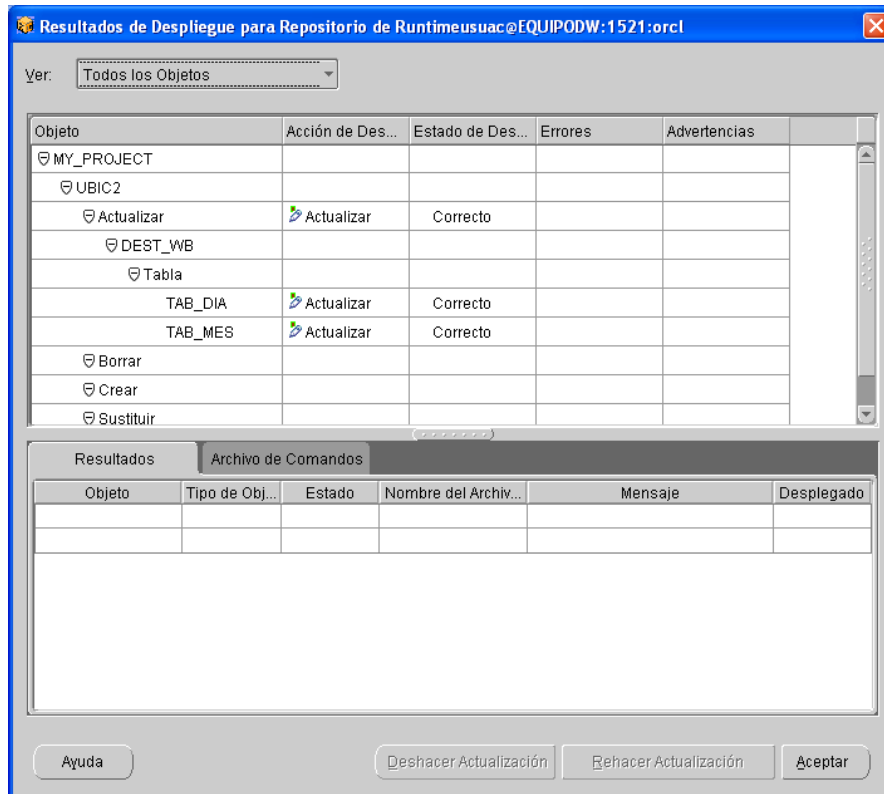 Resultados de Despliegue para Repositorio de Runtimeusuac@EQUIPODW:1521:orcl
Ver: Todos los Objetos
Objeto Acción de Des... Estado de Des... Errores Advertencias
MY_PROJECT
UBIC2
Actualizar Actualizar Correcto
DEST_WB
Tabla
TAB_DIA Actualizar Correcto
TAB_MES Actualizar Correcto
Borrar
Crear
Sustituir
Resultados Archivo de Comandos
Objeto Tipo de Obj... Estado Nombre del Archiv... Mensaje Desplegado
Ayuda Deshacer Actualización Rehacer Actualización Aceptar